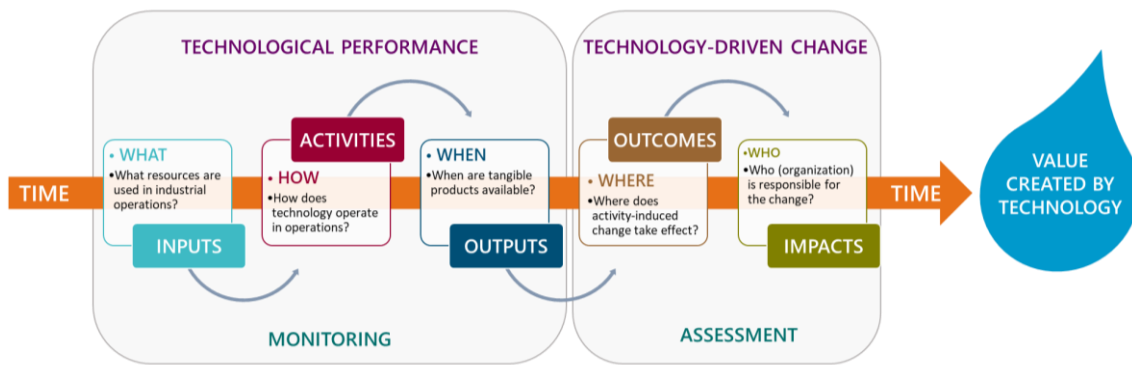 TECHNOLOGICAL PERFORMANCE
TECHNOLOGY-DRIVEN CHANGE
TIME
• WHAT
•What resources are
used in industrial
operations?
INPUTS
ACTIVITIES
• HOW
•How does
technology operate
in operations?
• WHEN
•When are tangible
products available?
OUTPUTS
OUTCOMES
• WHERE
•Where does
activity-induced
change take effect?
•WHO
•Who (organization)
is responsible for
the change?
IMPACTS
TIME
VALUE
CREATED BY
TECHNOLOGY
MONITORING
ASSESSMENT